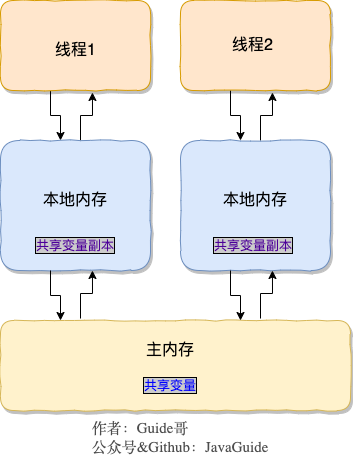 线程1
线程2
本地内存
本地内存
共享变量副本
共享变量副本
主内存
共享变量
作者：Guide哥
公众号&Github：JavaGuide